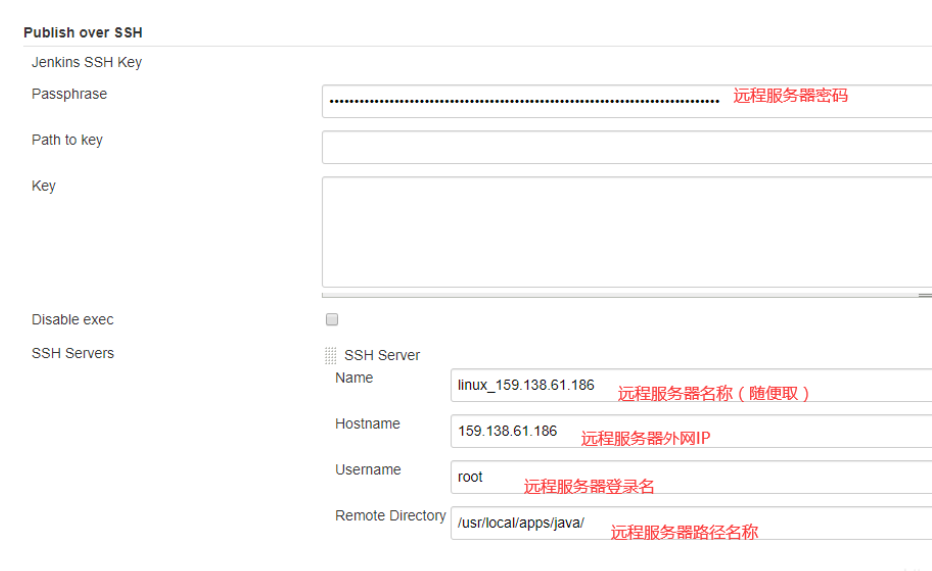 Publish over SSH
Jenkins SSH Key
Passphrase
远程服务器密码
Path to key
Key
Disable exec
SSH Servers
SSH Server
Name
linux_159.138.61.186
远程服务器名称（随便取）
Hostname
159.138.61.186
远程服务器外网IP
Username
root
远程服务器登录名
Remote Directory
/usr/local/apps/java/
远程服务器路径名称